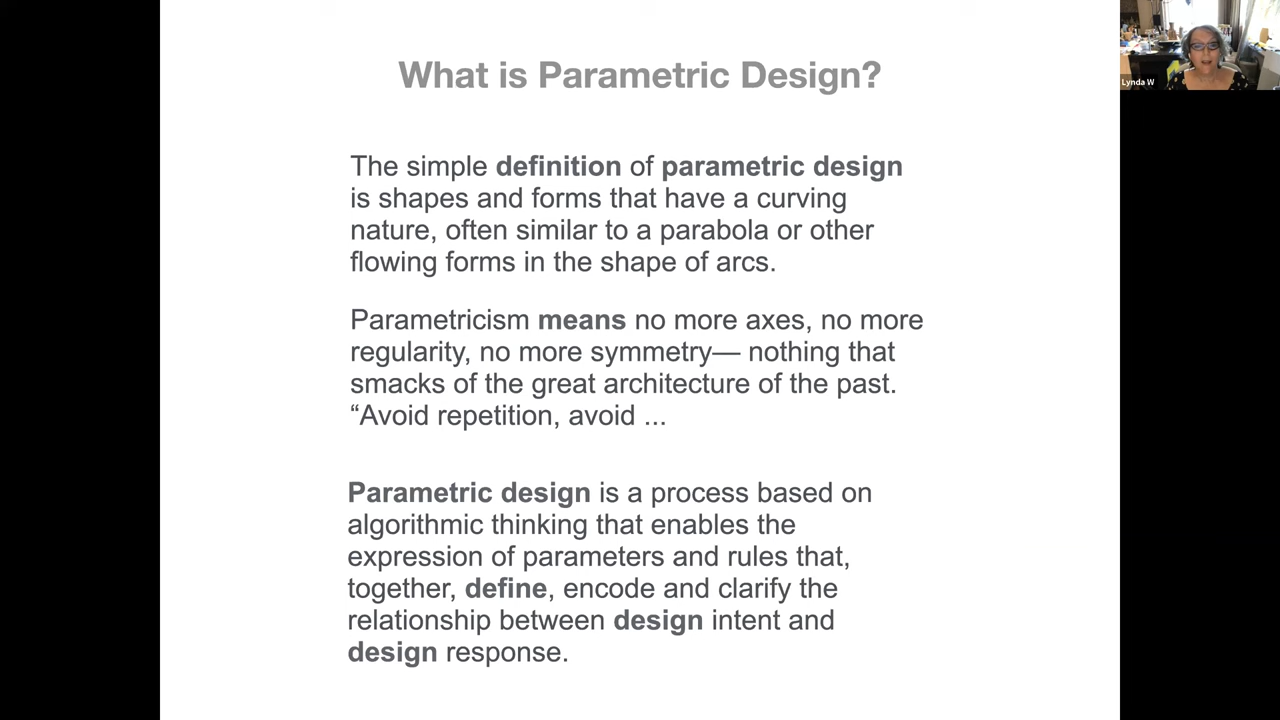 What is Parametric Design?
Lynda W
The simple definition of parametric design
is shapes and forms that have a curving
nature, often similar to a parabola or other
flowing forms in the shape of arcs.
Parametricism means no more axes, no more
regularity, no more symmetry— nothing that
smacks of the great architecture of the past.
“Avoid repetition, avoid ...
Parametric design is a process based on
algorithmic thinking that enables the
expression of parameters and rules that,
together, define, encode and clarify the
relationship between design intent and
design response.